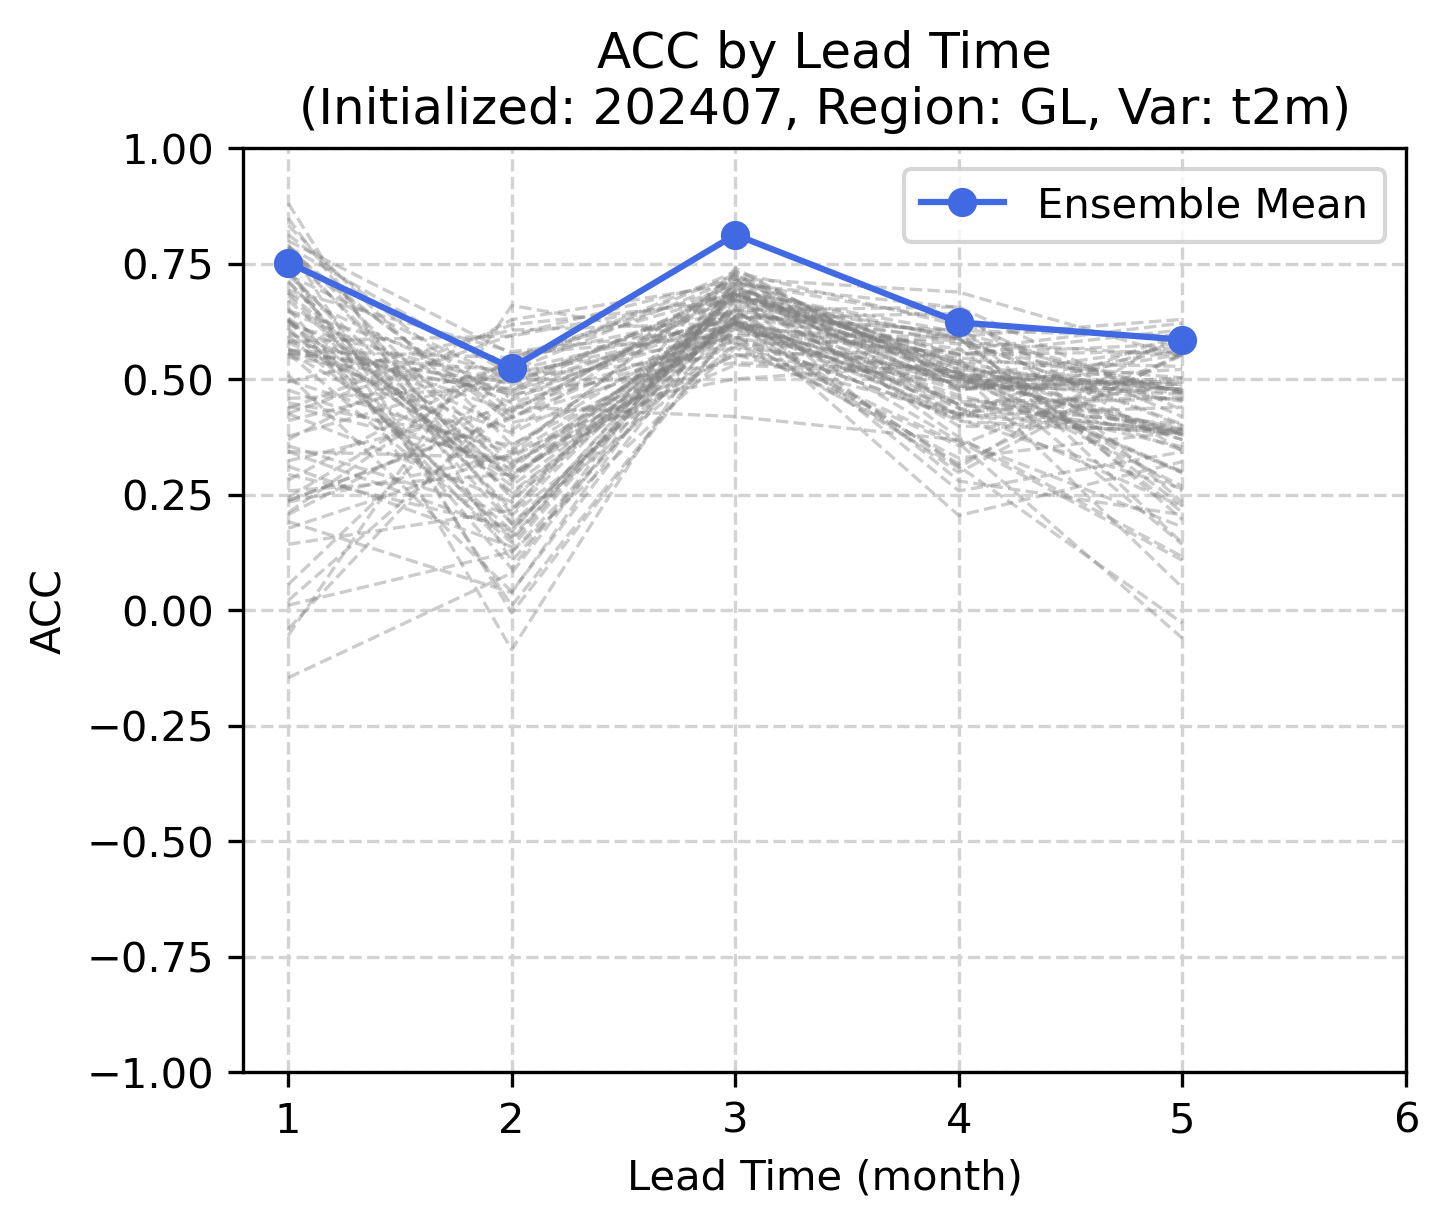 ACC by Lead Time
(Initialized: 202407, Region: GL, Var: t2m)
Ensemble Mean
1.00
0.75
0.50
0.25
0.00
−0.25
−0.50
−0.75
−1.00
ACC
1 2 3 4 5 6
Lead Time (month)